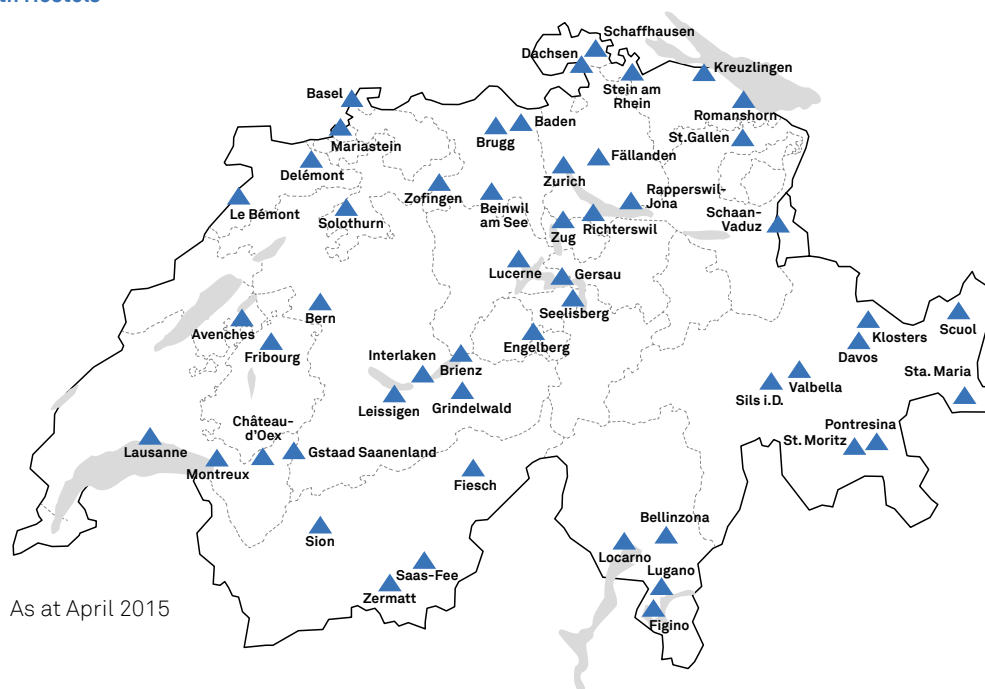 Schaffhausen
Dachsen
Kreuzlingen
Stein am
Rhein
Basel
Romanshorn
Baden
Brugg
St.Gallen
Mariastein
Fällanden
Delémont
Zurich
Zofingen
Rapperswil-
Jona
Beinwil
am See
Le Bémont
Solothurn
Schaan-
Vaduz
Richterswil
Zug
Lucerne
Gersau
Seelisberg
Bern
Scuol
Avenches
Klosters
Engelberg
Fribourg
Interlaken
Davos
Brienz
Sta. Maria
Valbella
Leissigen
Grindelwald
Sils i.D.
Château-
d'Oex
Pontresina
St. Moritz
Lausanne
Gstaad Saanenland
Montreux
Fiesch
Bellinzona
Sion
Locarno
Lugano
Saas-Fee
Zermatt
As at April 2015
Figino